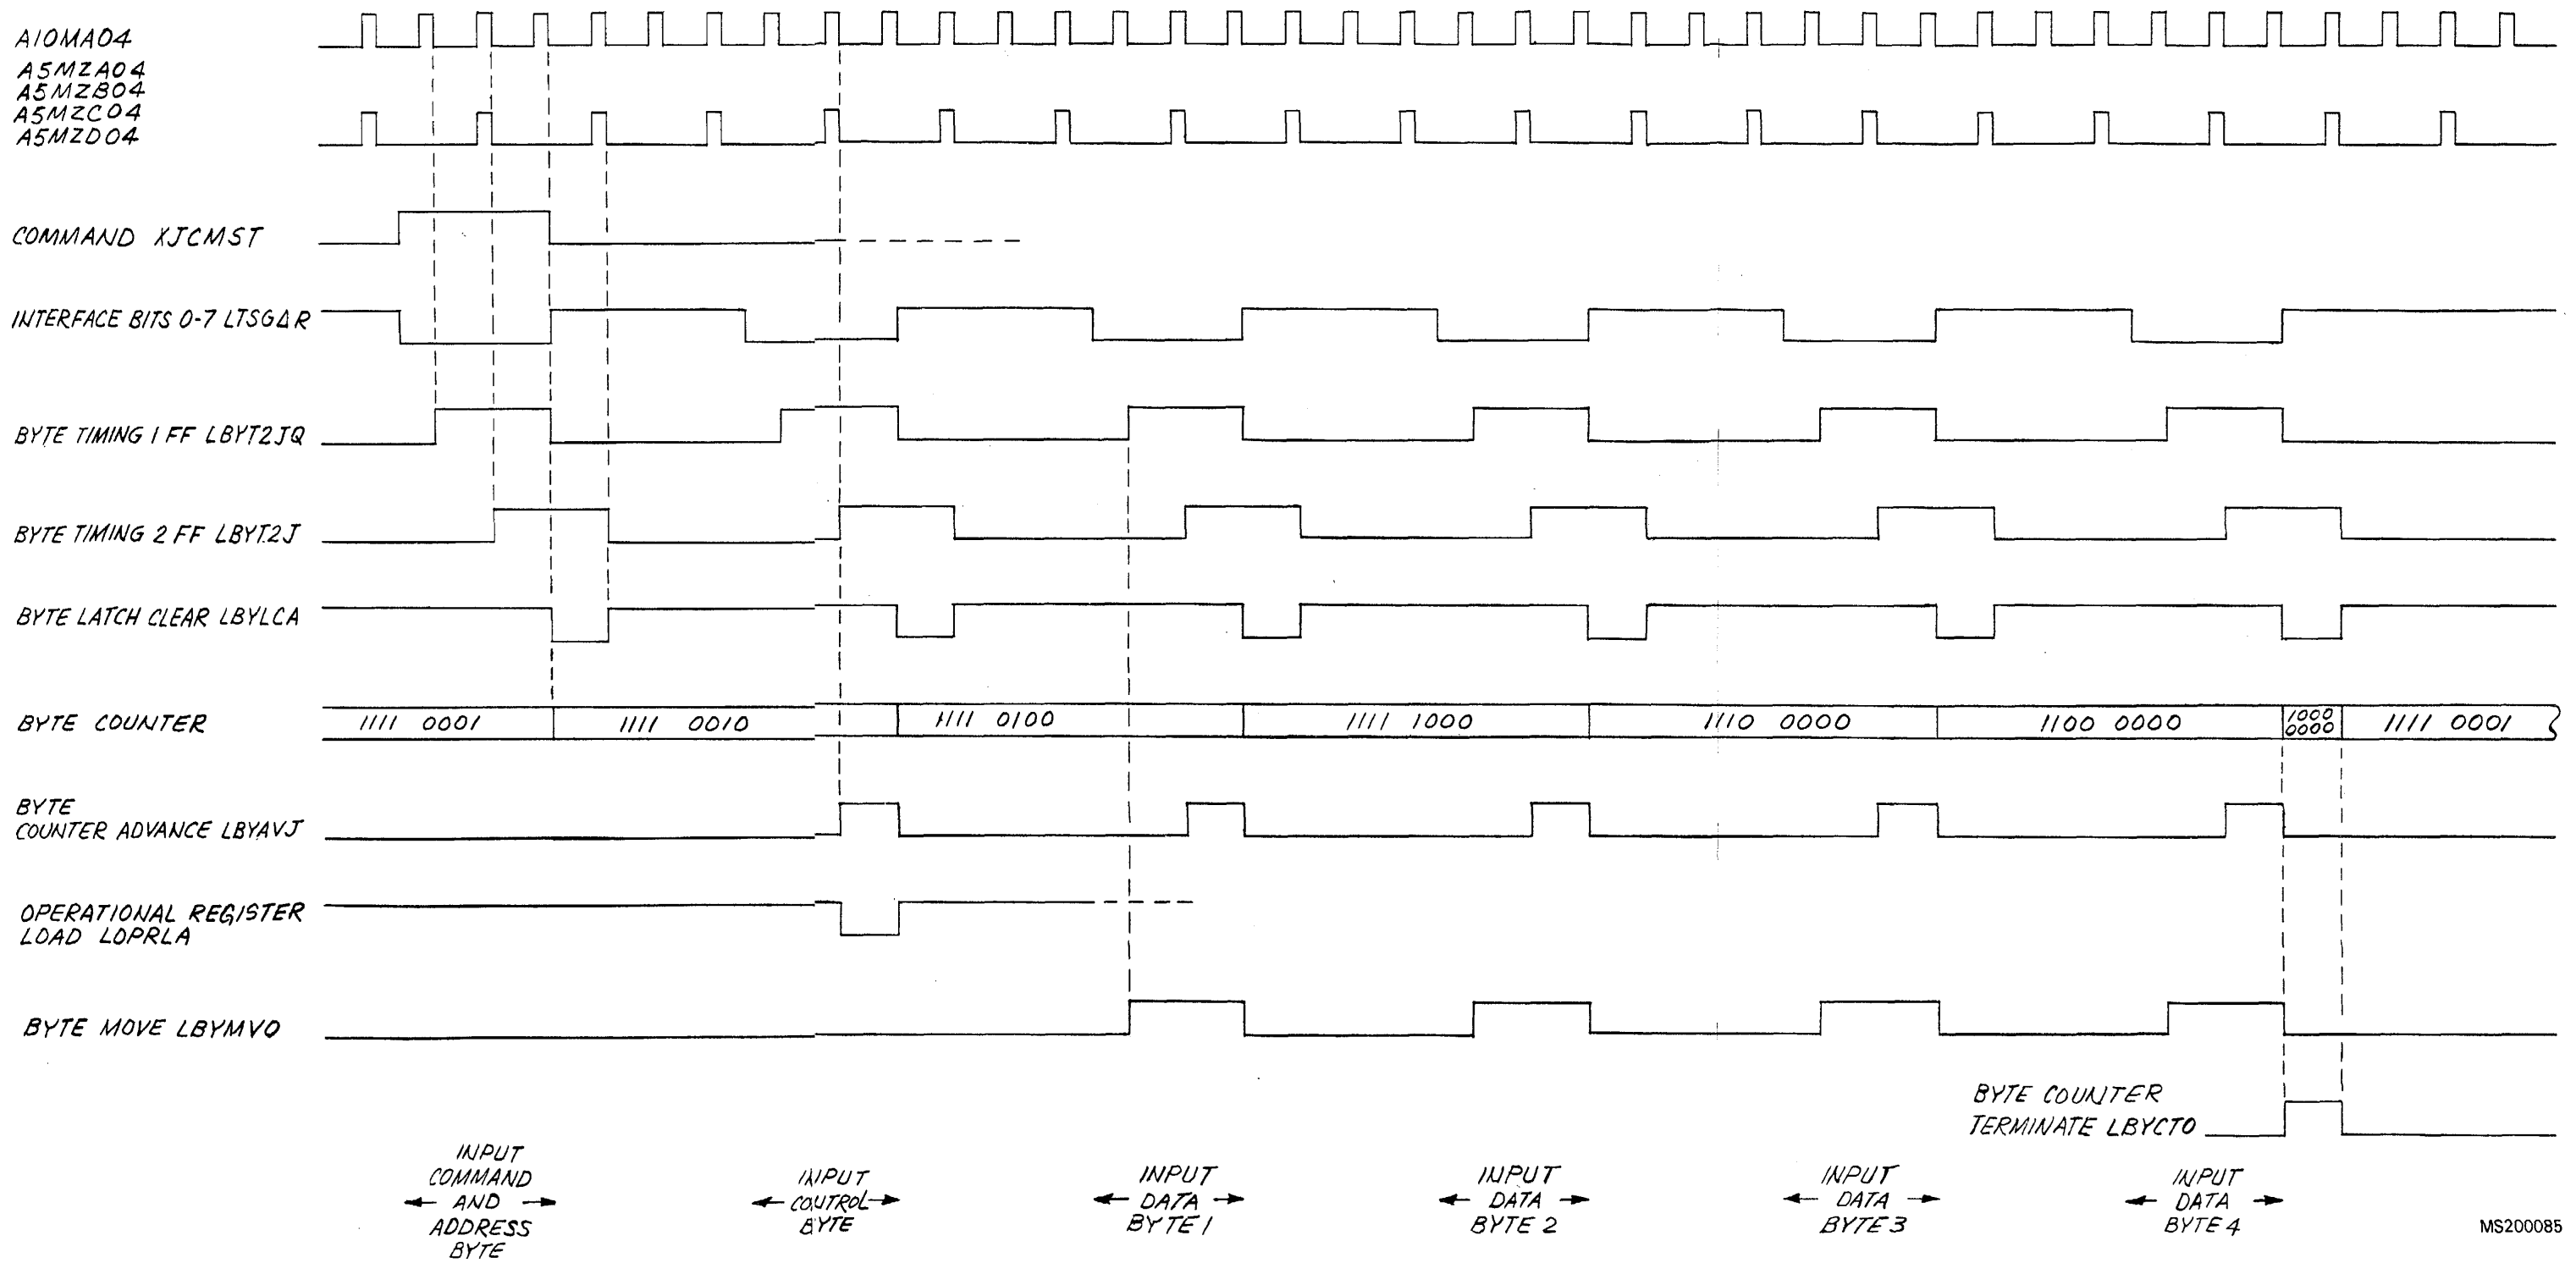 A10MA04
A5MZA04
A5MZB04
A5MZC04
A5MZD04
COMMAND XJCMST
INTERFACE BITS 0-7 LTSGΔR
BYTE TIMING 1 FF LBYT2JQ
BYTE TIMING 2 FF LBYT2J
BYTE LATCH CLEAR LBYLCA
BYTE COUNTER
1111 0001
1111 0010
1111 0100
1111 1000
1110 0000
1100 0000
1000
0000
1111 0001
BYTE
COUNTER ADVANCE LBYAVJ
OPERATIONAL REGISTER
LOAD LOPRLA
BYTE MOVE LBYMVO
BYTE COUNTER
TERMINATE LBYCTO
INPUT
COMMAND
AND
ADDRESS
BYTE
INPUT
CONTROL
BYTE
INPUT
DATA
BYTE 1
INPUT
DATA
BYTE 2
INPUT
DATA
BYTE 3
INPUT
DATA
BYTE 4
MS200085